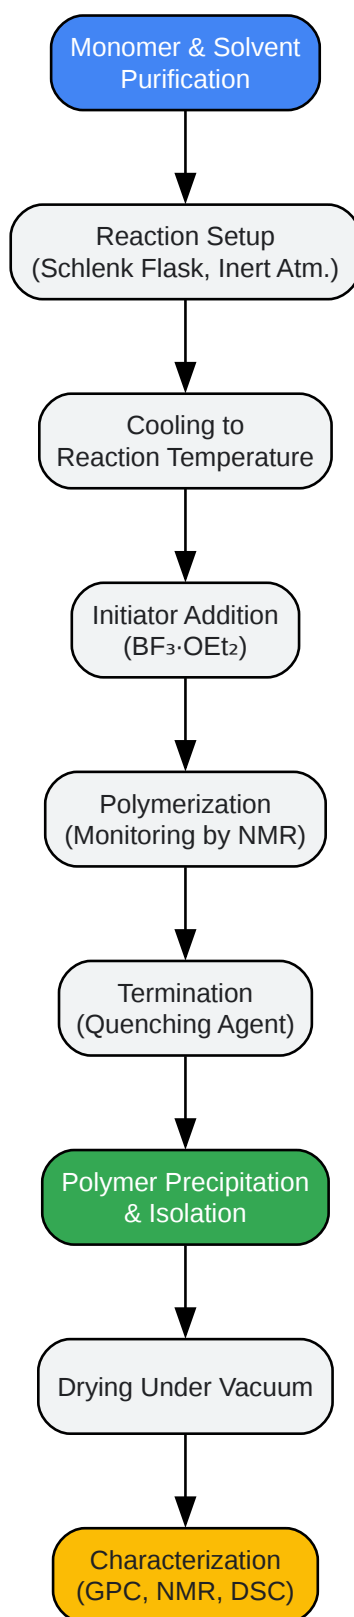 Monomer & Solvent
Purification
Reaction Setup
(Schlenk Flask, Inert Atm.)
Cooling to
Reaction Temperature
Initiator Addition
(BF₃·OEt₂)
Polymerization
(Monitoring by NMR)
Termination
(Quenching Agent)
Polymer Precipitation
& Isolation
Drying Under Vacuum
Characterization
(GPC, NMR, DSC)